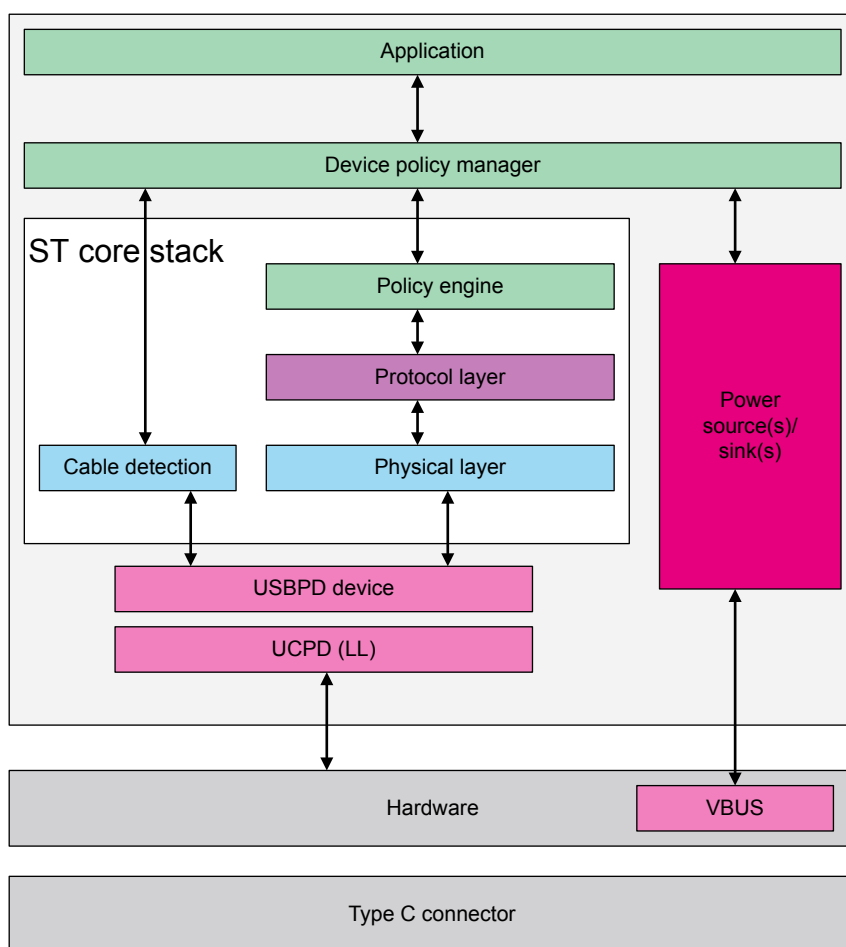 Application
Device policy manager
ST core stack
Policy engine
Protocol layer
Power
source(s)/
sink(s)
Cable detection
Physical layer
USBPD device
UCPD (LL)
Hardware
VBUS
Type C connector